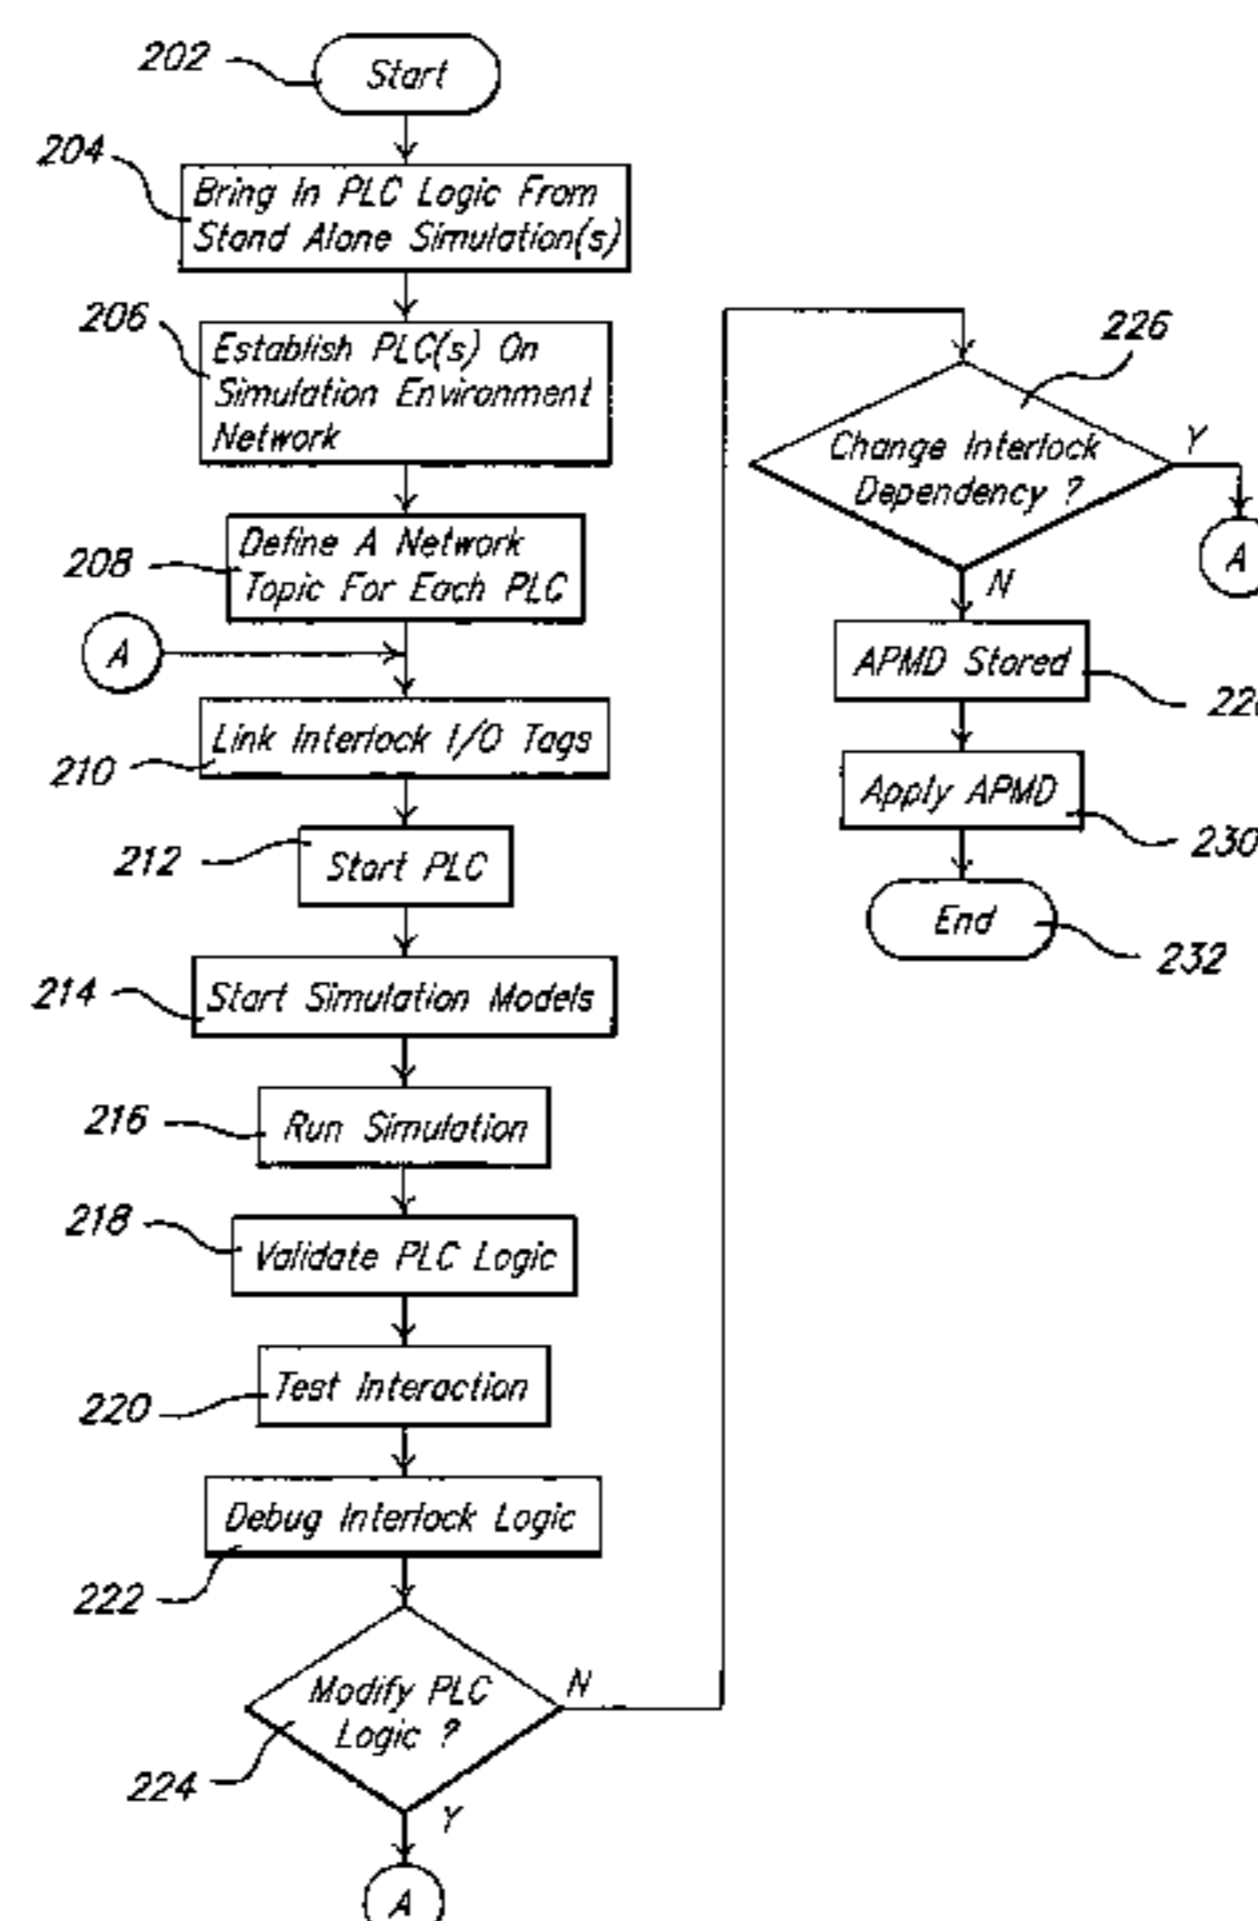 202
Start
204
Bring In PLC Logic From
Stand Alone Simulation(s)
206
Establish PLC(s) On
Simulation Environment
Network
208
Define A Network
Topic For Each PLC
A
Link Interlock I/O Tags
210
212
Start PLC
214
Start Simulation Models
216
Run Simulation
218
Validate PLC Logic
220
Test Interaction
Debug Interlock Logic
222
Modify PLC
Logic ?
N
224
Y
A
226
Change Interlock
Dependency ?
Y
A
N
APMD Stored
Apply APMD
230
End
232